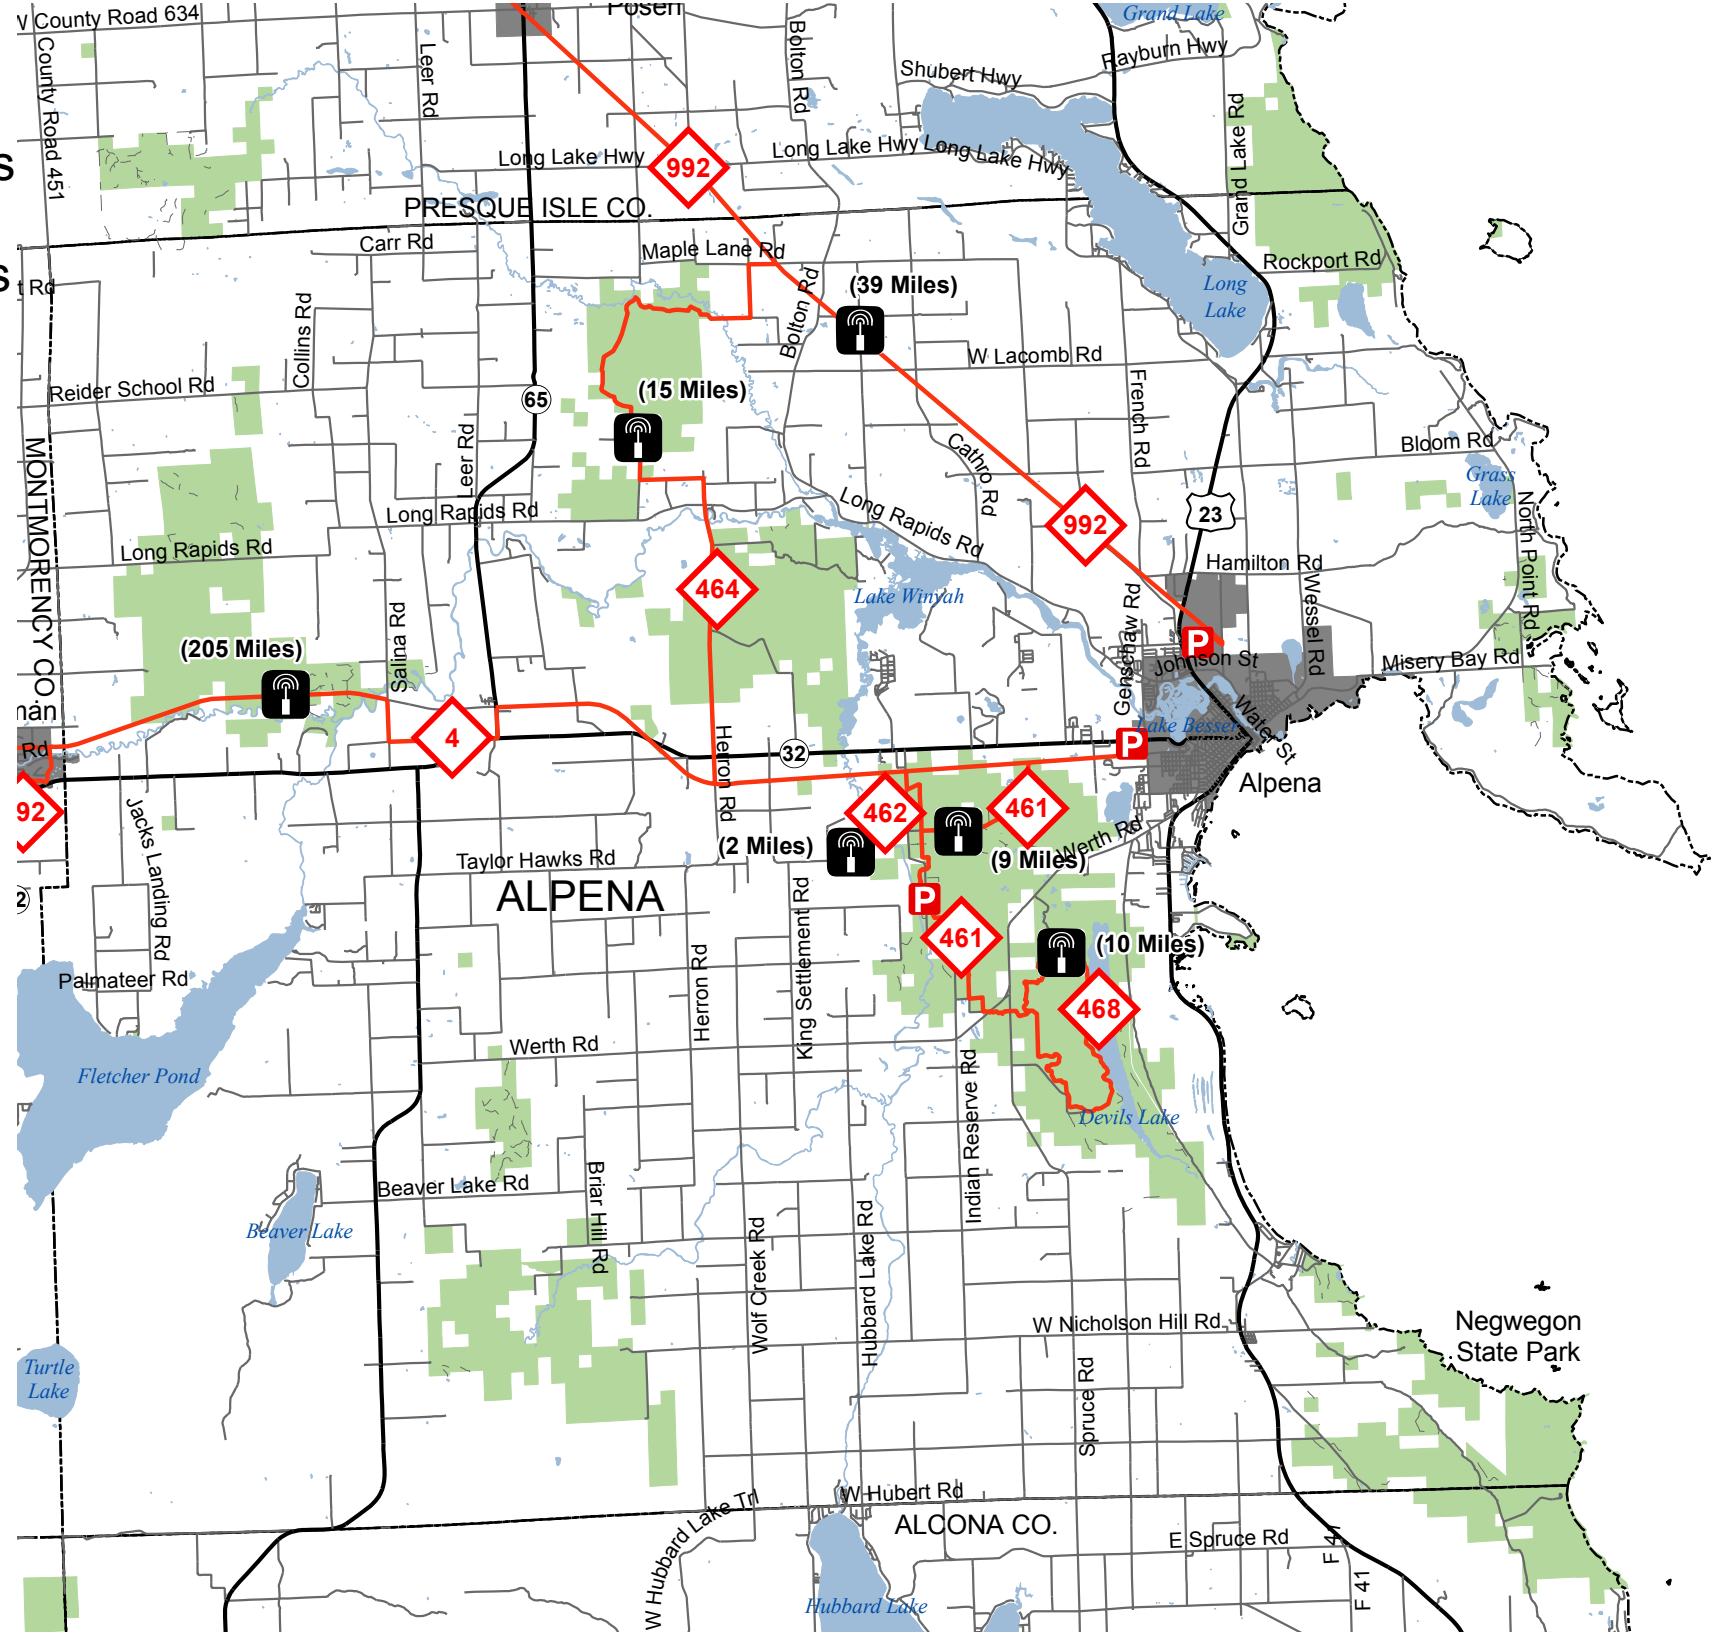 W County Road 634
Posen
Grand Lake
Rayburn Hwy
Shubert Hwy
County Road 451
Leer Rd
Bolton Rd
Grand Lake Rd
S
Long Lake Hwy
992
Long Lake Hwy
Long Lake Hwy
PRESQUE ISLE CO.
Carr Rd
Maple Lane Rd
Rockport Rd
S
t Rd
(39 Miles)
Long
Lake
Collins Rd
Bolton Rd
W Lacomb Rd
Reider School Rd
65
(15 Miles)
French Rd
MONTMORENCY CO.
Leer Rd
Cathro Rd
Bloom Rd
Grass
Lake
Long Rapids Rd
Long Rapids Rd
992
23
North Point Rd
Long Rapids Rd
Hamilton Rd
464
Lake Winyah
Genschaw Rd
Wessel Rd
Salina Rd
(205 Miles)
P
Johnson St
Misery Bay Rd
nan
Rd
4
Herron Rd
32
P
Lake Besser
Water St
Alpena
92
Jacks Landing Rd
462
461
(2 Miles)
(9 Miles)
Werth Rd
Taylor Hawks Rd
ALPENA
2
P
King Settlement Rd
461
(10 Miles)
Palmateer Rd
Herron Rd
468
Werth Rd
Fletcher Pond
Indian Reserve Rd
Devils Lake
Beaver Lake Rd
Briar Hill Rd
Beaver Lake
Wolf Creek Rd
Hubbard Lake Rd
W Nicholson Hill Rd
Negwegon
State Park
Turtle
Lake
Spruce Rd
W Hubert Rd
W Hubbard Lake Trl
ALCONA CO.
E Spruce Rd
F 41
F 41
Hubbard Lake